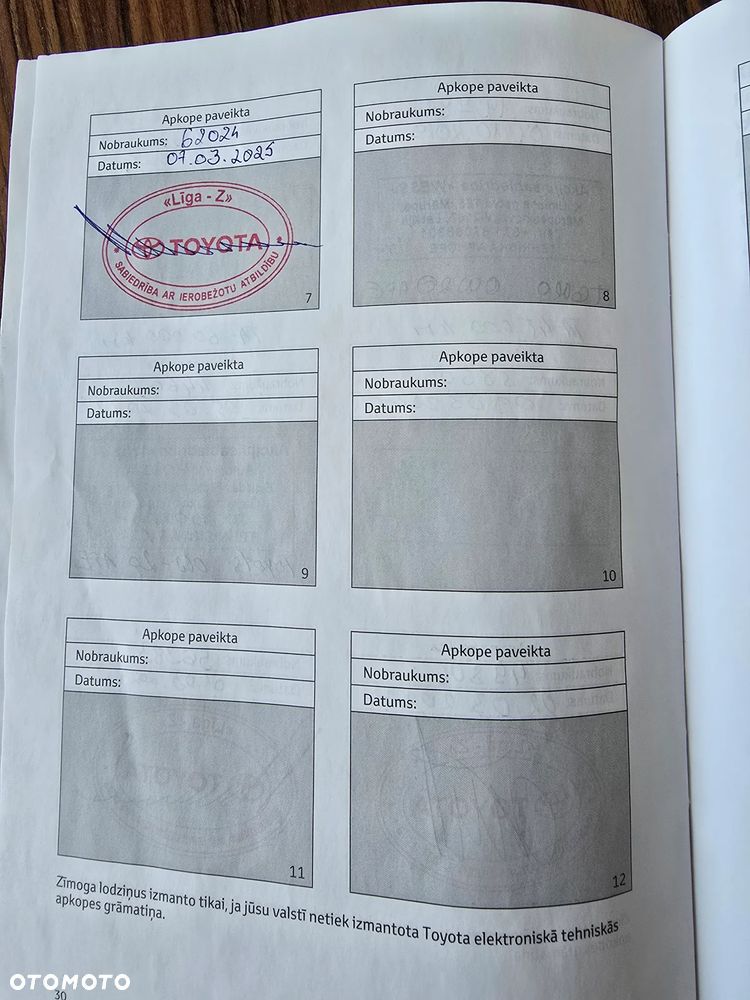 Apkope paveikta
Nobraukums: 62024
Datums: 07.03.2025
«Līga - Z»
TOYOTA
SABIEDRĪBA AR IEROBEŽOTU ATBILDĪBU
7
Apkope paveikta
Nobraukums:
Datums:
8
Apkope paveikta
Nobraukums:
Datums:
9
Apkope paveikta
Nobraukums:
Datums:
10
Apkope paveikta
Nobraukums:
Datums:
11
Apkope paveikta
Nobraukums:
Datums:
12
Zīmoga lodziņus izmanto tikai, ja jūsu valstī netiek izmantota Toyota elektroniskā tehniskās
apkopes grāmatiņa.
30
OTOMOTO